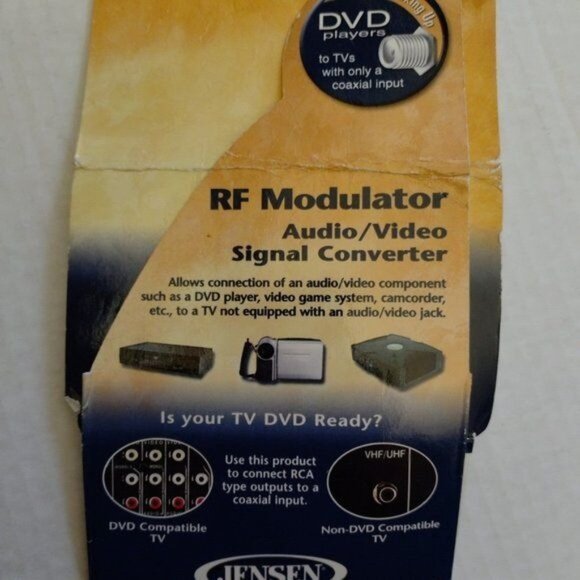 king Up
DVD
players
to TVs
with only a
coaxial input
RF Modulator
Audio/Video
Signal Converter
Allows connection of an audio/video component
such as a DVD player, video game system, camcorder,
etc., to a TV not equipped with an audio/video jack.
Is your TV DVD Ready?
VIDEO
Use this product
to connect RCA
type outputs to a
coaxial input.
VHF/UHF
DVD Compatible
TV
Non-DVD Compatible
TV
JENSEN